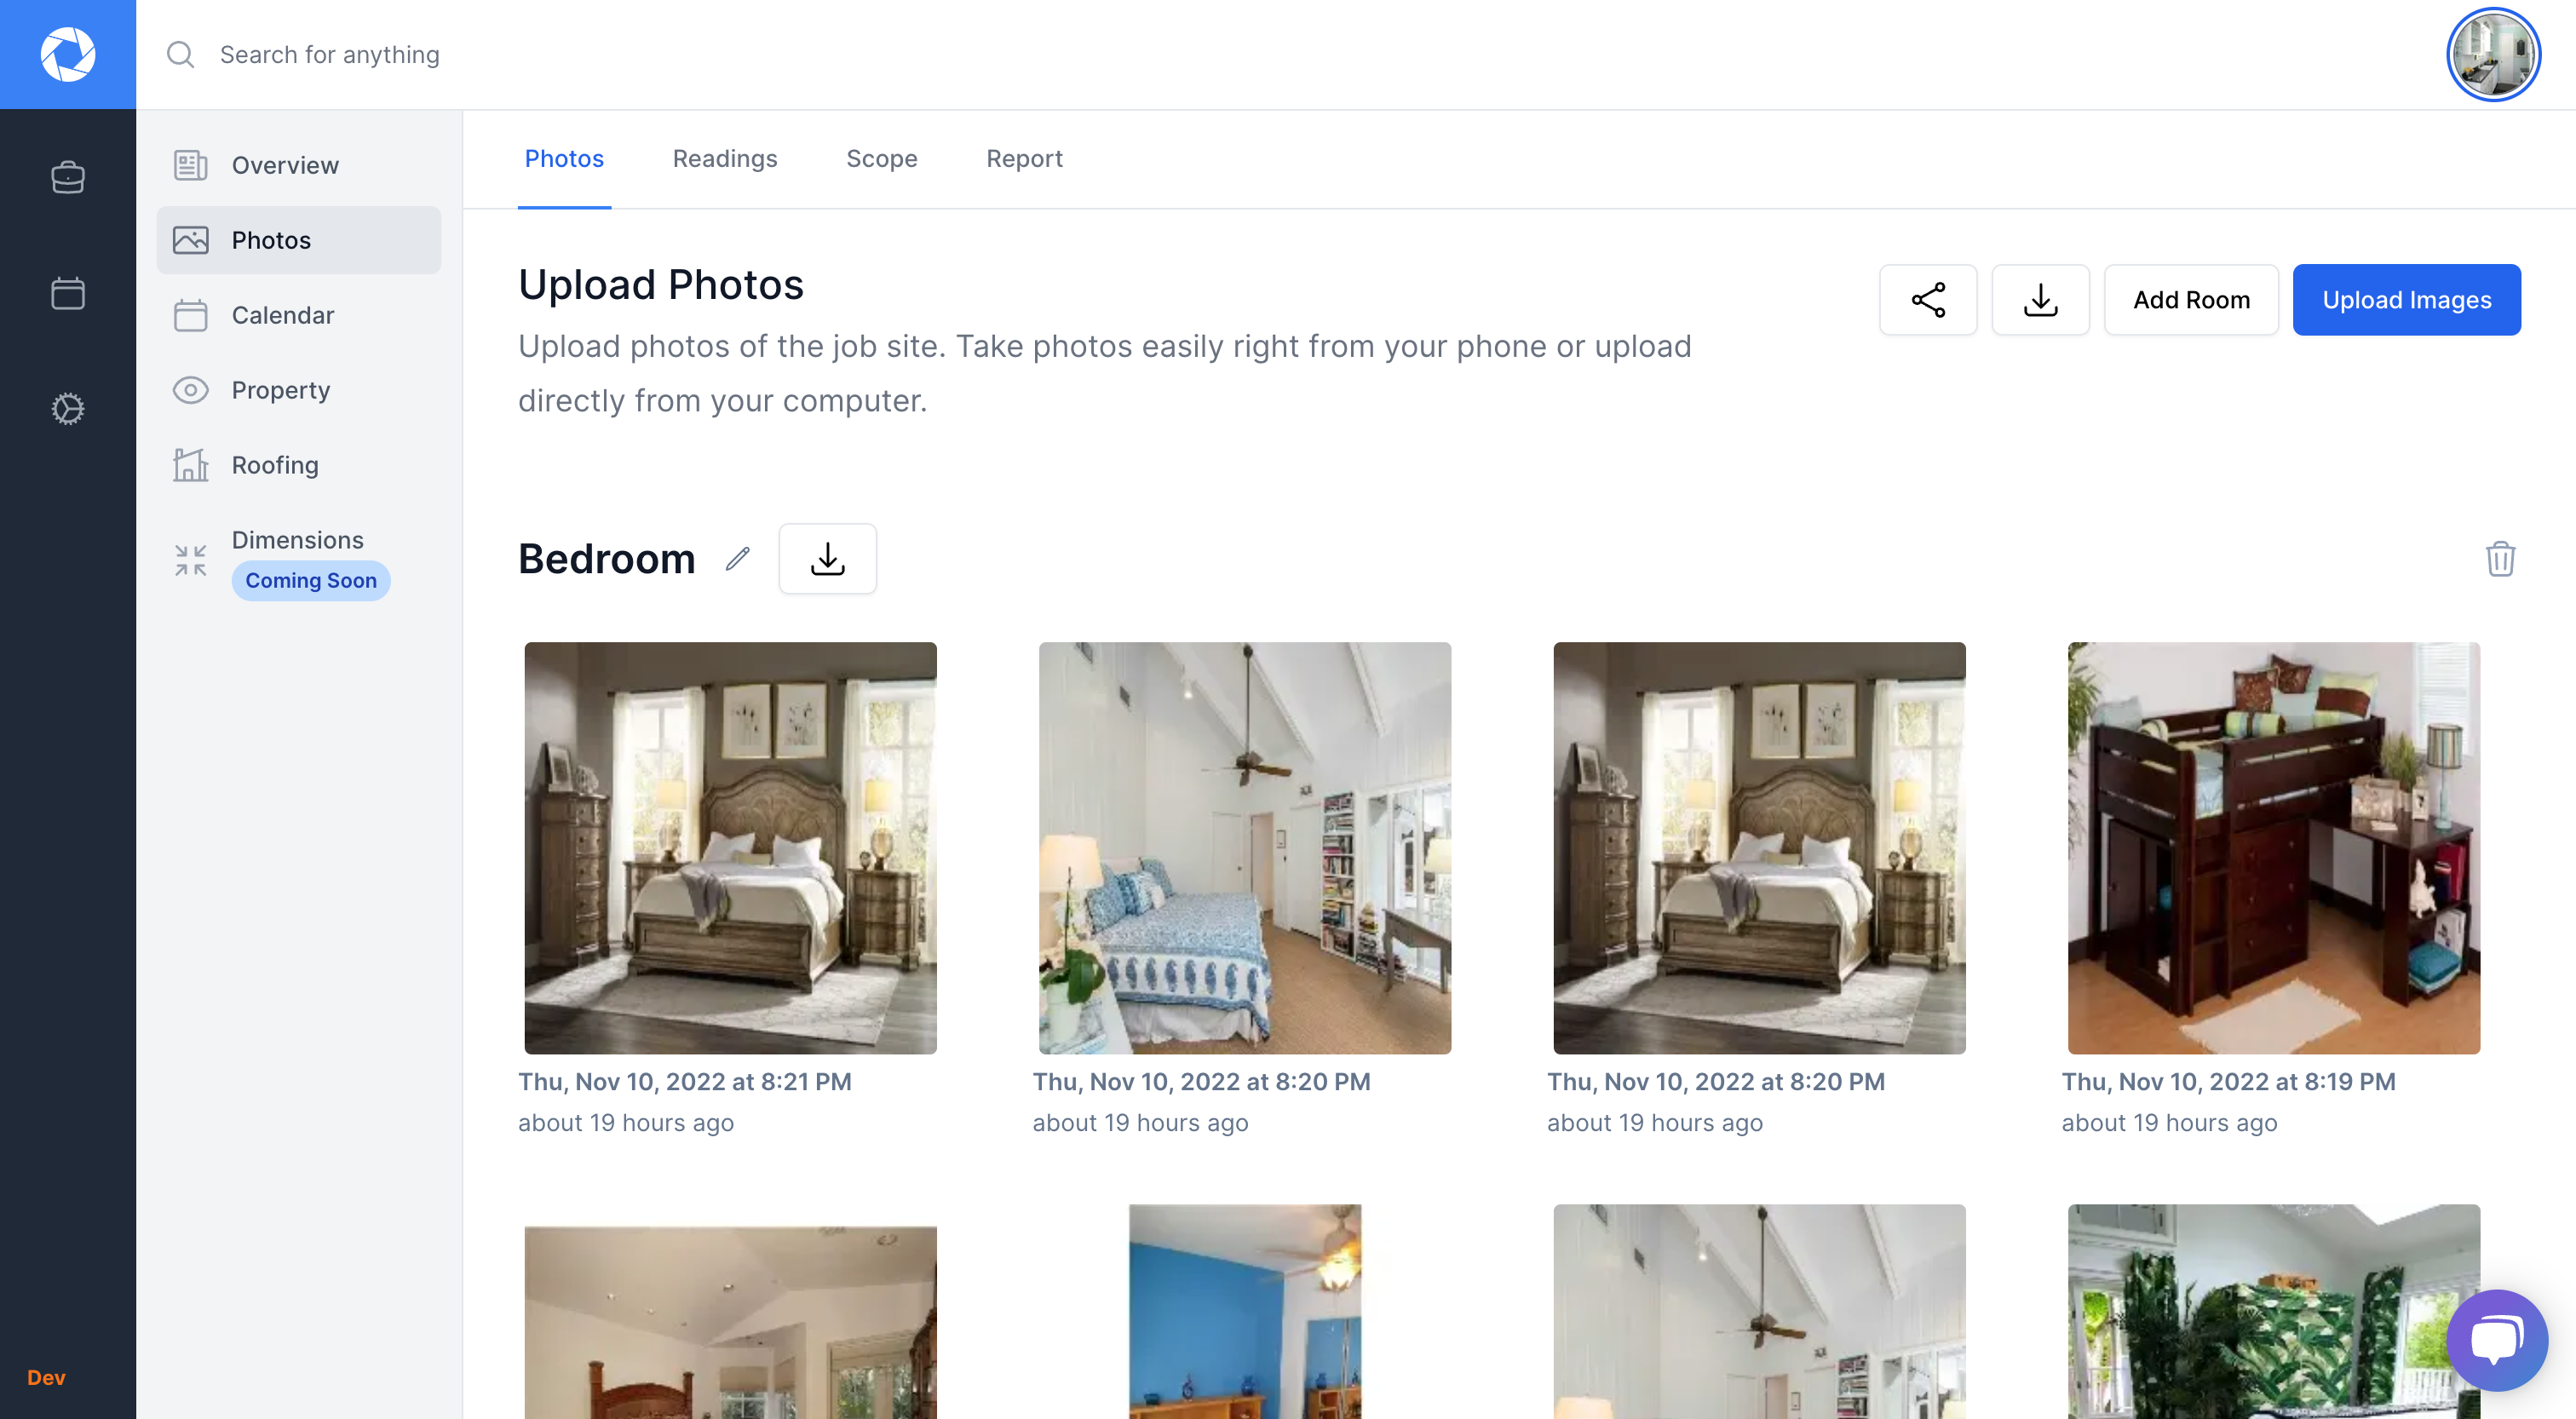 Search for anything
Overview
Photos
Calendar
Property
Roofing
Dimensions
Coming Soon
Dev
Photos
Readings
Scope
Report
Upload Photos
Upload photos of the job site. Take photos easily right from your phone or upload
directly from your computer.
Add Room
Upload Images
Bedroom
Thu, Nov 10, 2022 at 8:21 PM
about 19 hours ago
Thu, Nov 10, 2022 at 8:20 PM
about 19 hours ago
Thu, Nov 10, 2022 at 8:20 PM
about 19 hours ago
Thu, Nov 10, 2022 at 8:19 PM
about 19 hours ago